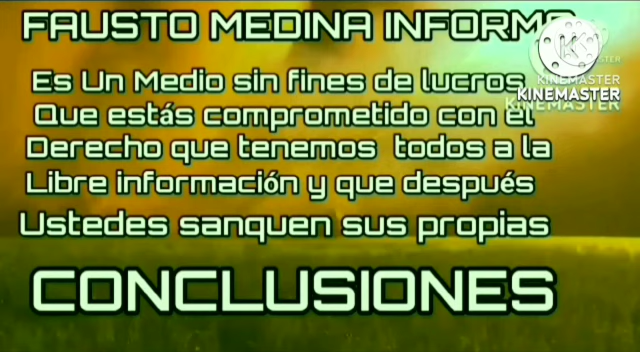 FAUSTO MEDINA INFORMA
Es Un Medio sin fines de lucros
Que estás comprometido con el
Derecho que tenemos todos a la
Libre información y que después
Ustedes sanquen sus propias
CONCLUSIONES
KINEMASTER
KINEMASTER
KINEMASTER